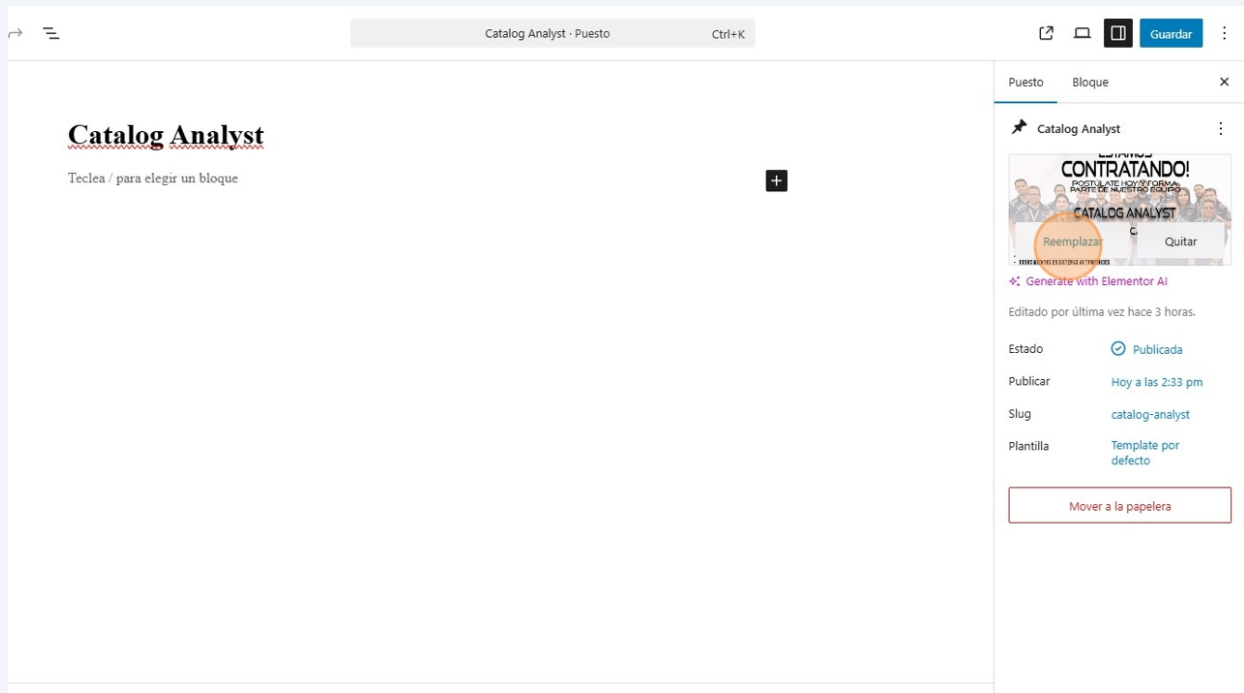 Catalog Analyst · Puesto Ctrl+K
Guardar
Puesto Bloque
Catalog Analyst
Catalog Analyst
Teclea / para elegir un bloque
ESTAMOS
CONTRATANDO!
POSTÚLATE HOY Y FORMA
PARTE DE NUESTRO EQUIPO
CATALOG ANALYST
Reemplazar Quitar
Generate with Elementor AI
Editado por última vez hace 3 horas.
Estado Publicada
Publicar Hoy a las 2:33 pm
Slug catalog-analyst
Plantilla Template por
defecto
Mover a la papelera